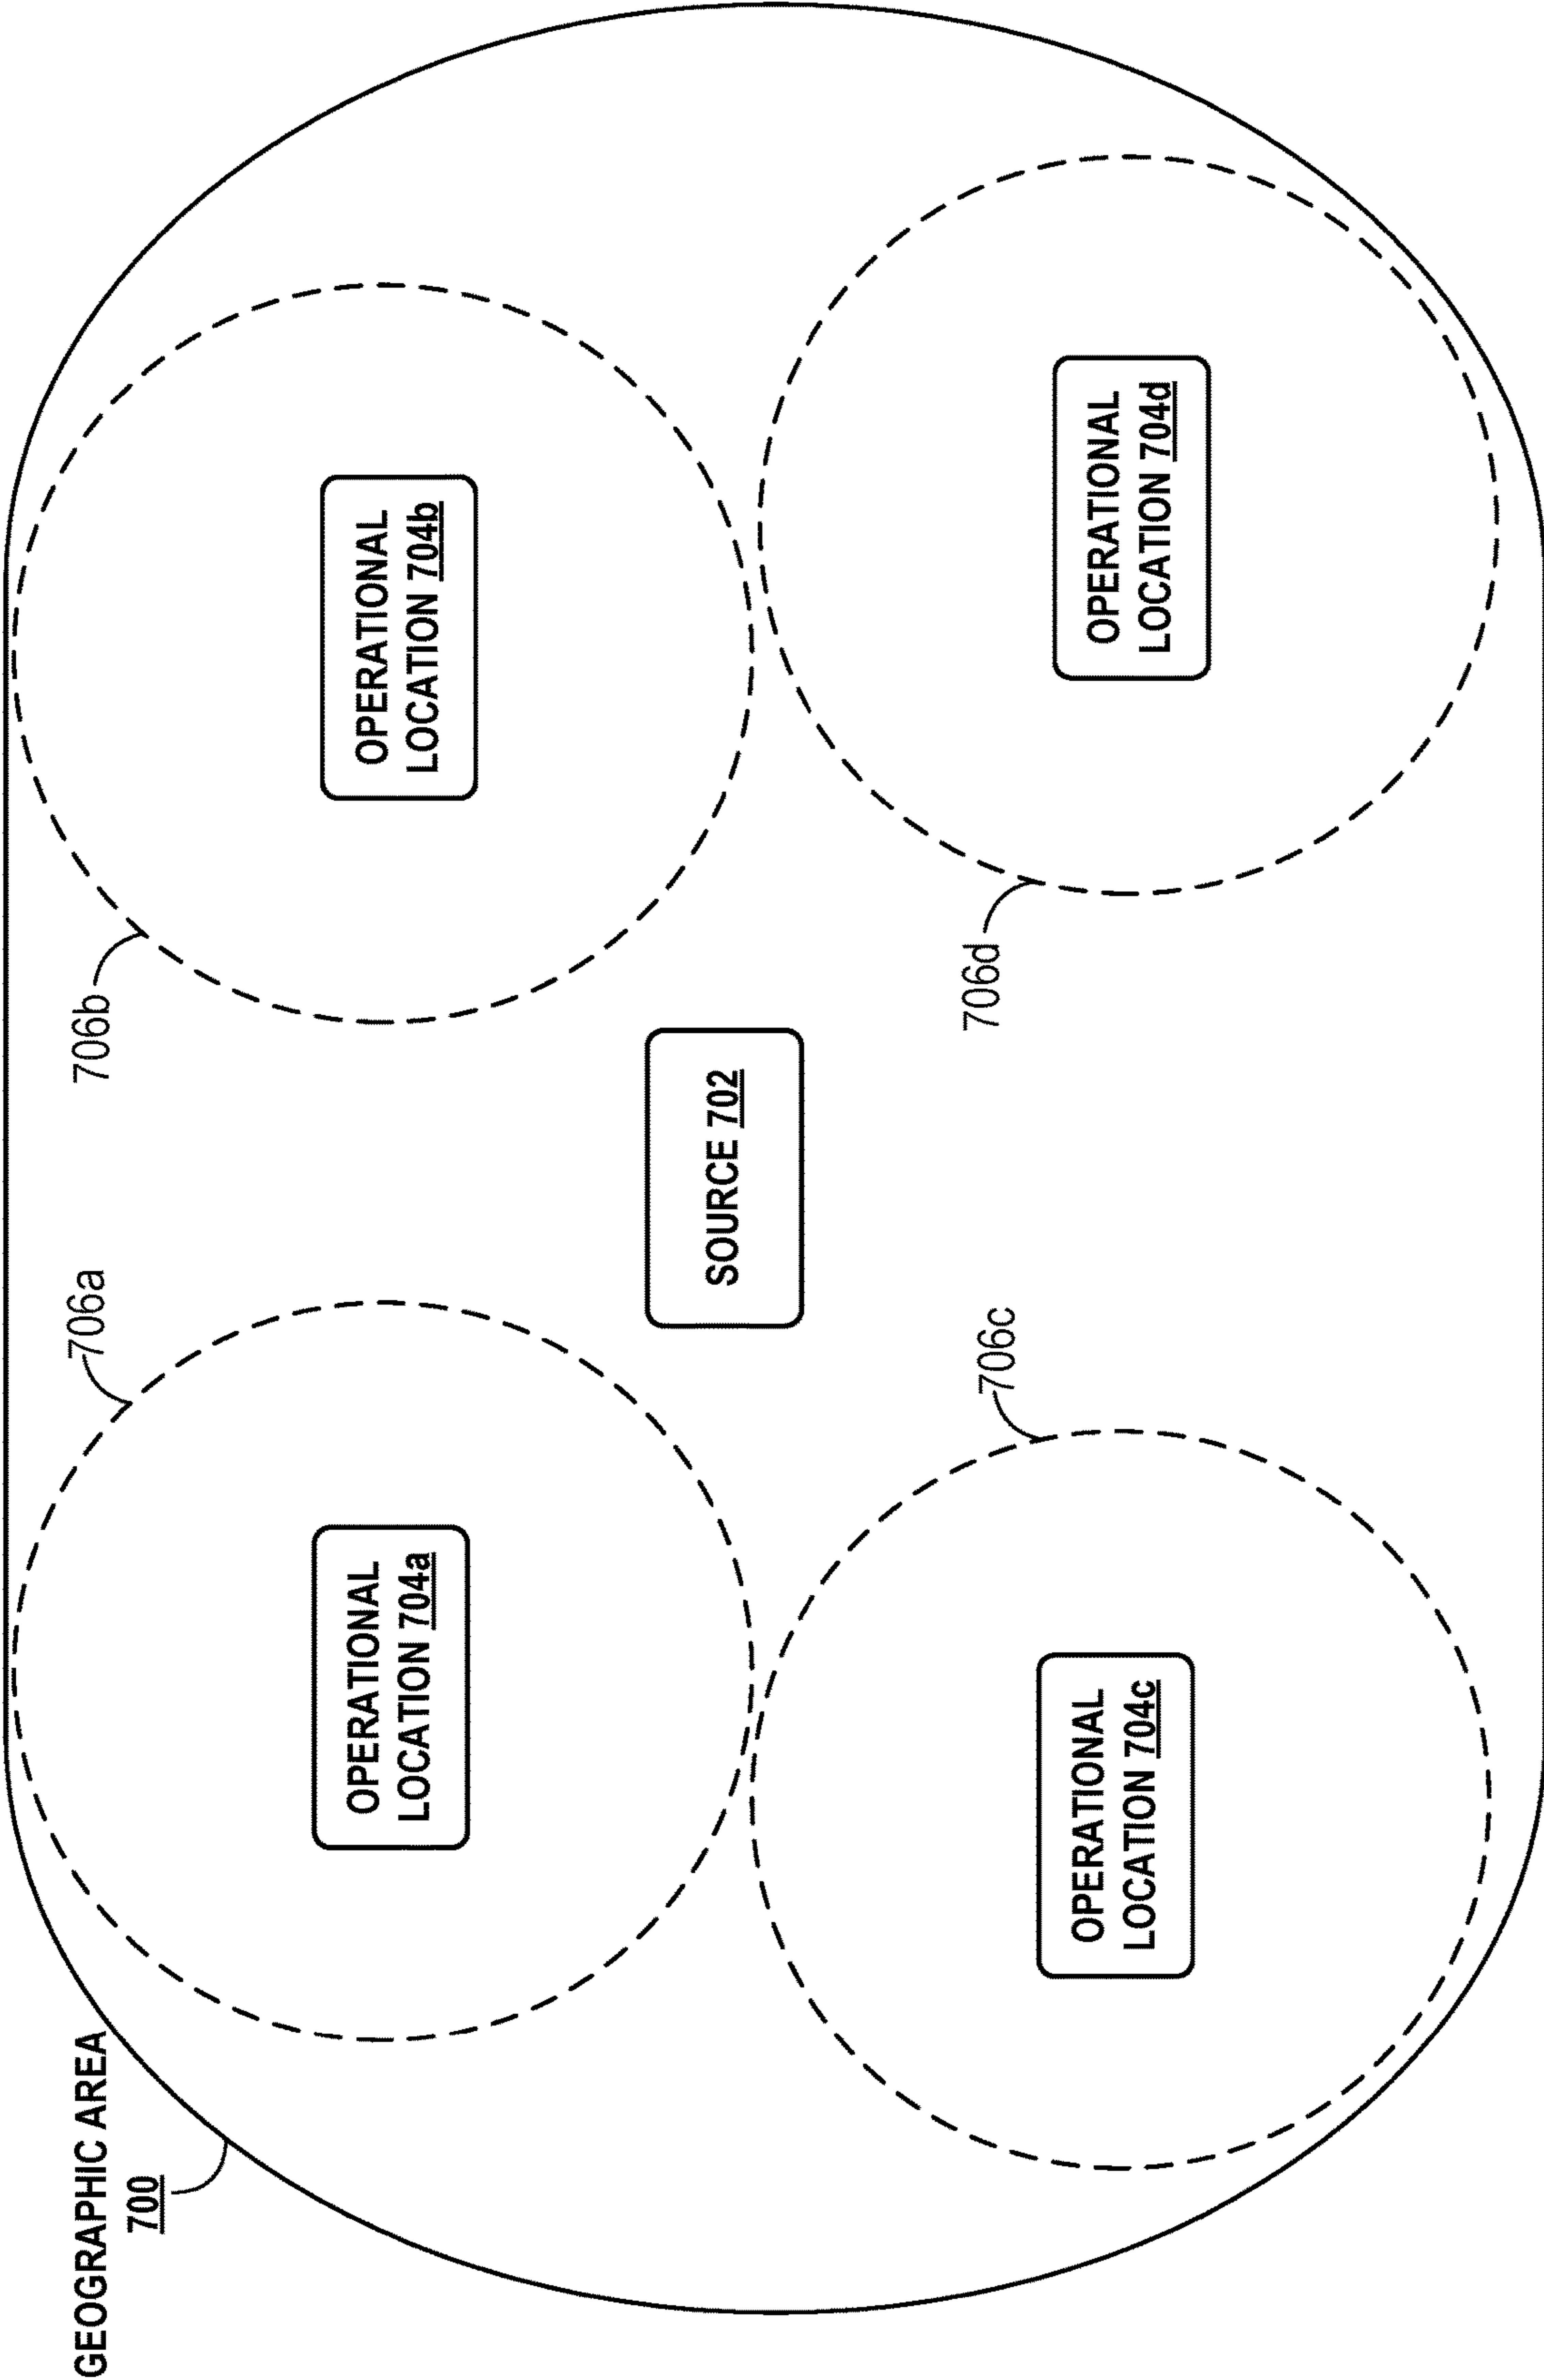 GEOGRAPHIC AREA
700
706a
706b
OPERATIONAL
LOCATION 704a
OPERATIONAL
LOCATION 704b
SOURCE 702
706c
706d
OPERATIONAL
LOCATION 704c
OPERATIONAL
LOCATION 704d